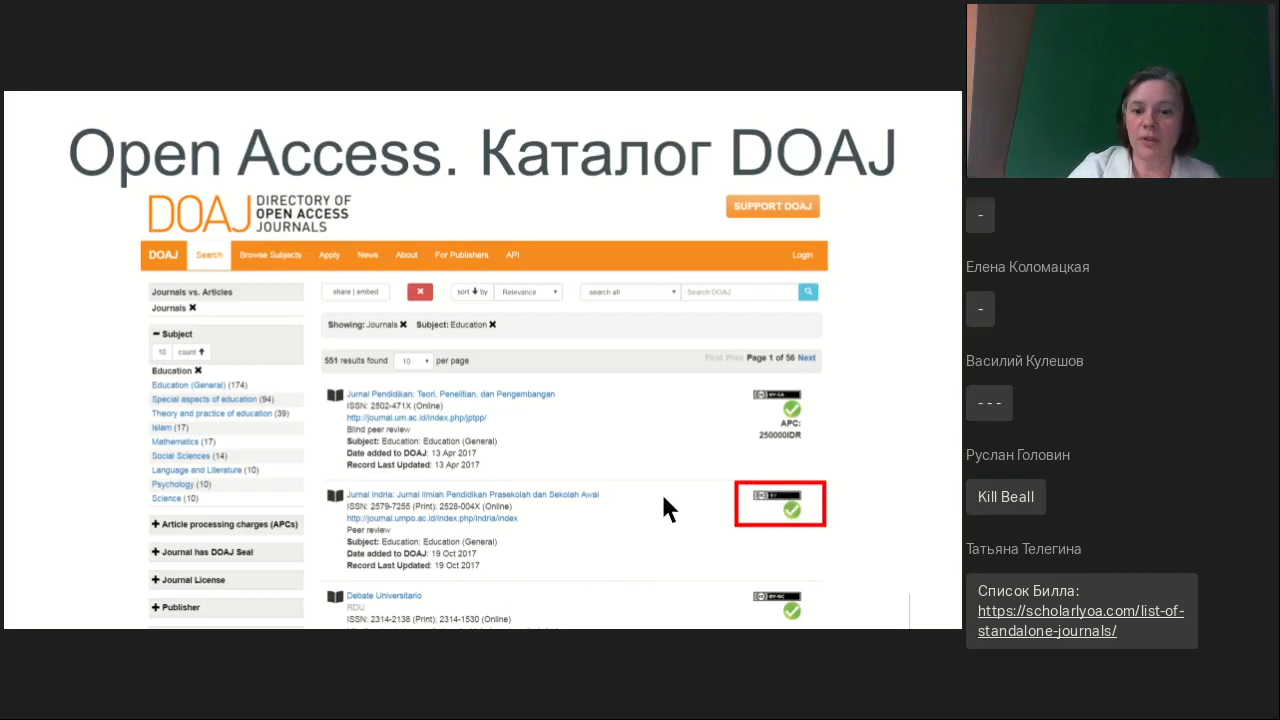 Open Access. Каталог DOAJ
DOAJ DIRECTORY OF
OPEN ACCESS
JOURNALS
SUPPORT DOAJ
DOAJ Search Browse Subjects Apply News About For Publishers API Login
Journals vs. Articles
Journals ✖
− Subject
10 count
Education ✖
Education (General) (174)
Special aspects of education (94)
Theory and practice of education (39)
Islam (17)
Mathematics (17)
Social Sciences (14)
Language and Literature (10)
Psychology (10)
Science (10)
+ Article processing charges (APCs)
+ Journal has DOAJ Seal
+ Journal License
+ Publisher
share | embed ✖ sort by Relevance search all Search DOAJ
Showing: Journals ✖ Subject: Education ✖
551 results found 10 per page First Prev Page 1 of 56 Next
Jurnal Pendidikan: Teori, Penelitian, dan Pengembangan
ISSN: 2502-471X (Online)
http://journal.um.ac.id/index.php/jptpp/
Blind peer review
Subject: Education: Education (General)
Date added to DOAJ: 13 Apr 2017
Record Last Updated: 13 Apr 2017
BY-SA
APC:
250000IDR
Jurnal Indria: Jurnal Ilmiah Pendidikan Prasekolah dan Sekolah Awal
ISSN: 2579-7255 (Print); 2528-004X (Online)
http://journal.umpo.ac.id/index.php/indria/index
Peer review
Subject: Education: Education (General)
Date added to DOAJ: 19 Oct 2017
Record Last Updated: 19 Oct 2017
Debate Universitario
RDU
ISSN: 2314-2138 (Print); 2314-1530 (Online)
BY-NC
-
Елена Коломацкая
-
Василий Кулешов
- - -
Руслан Головин
Kill Beall
Татьяна Телегина
Список Билла:
https://scholarlyoa.com/list-of-
standalone-journals/